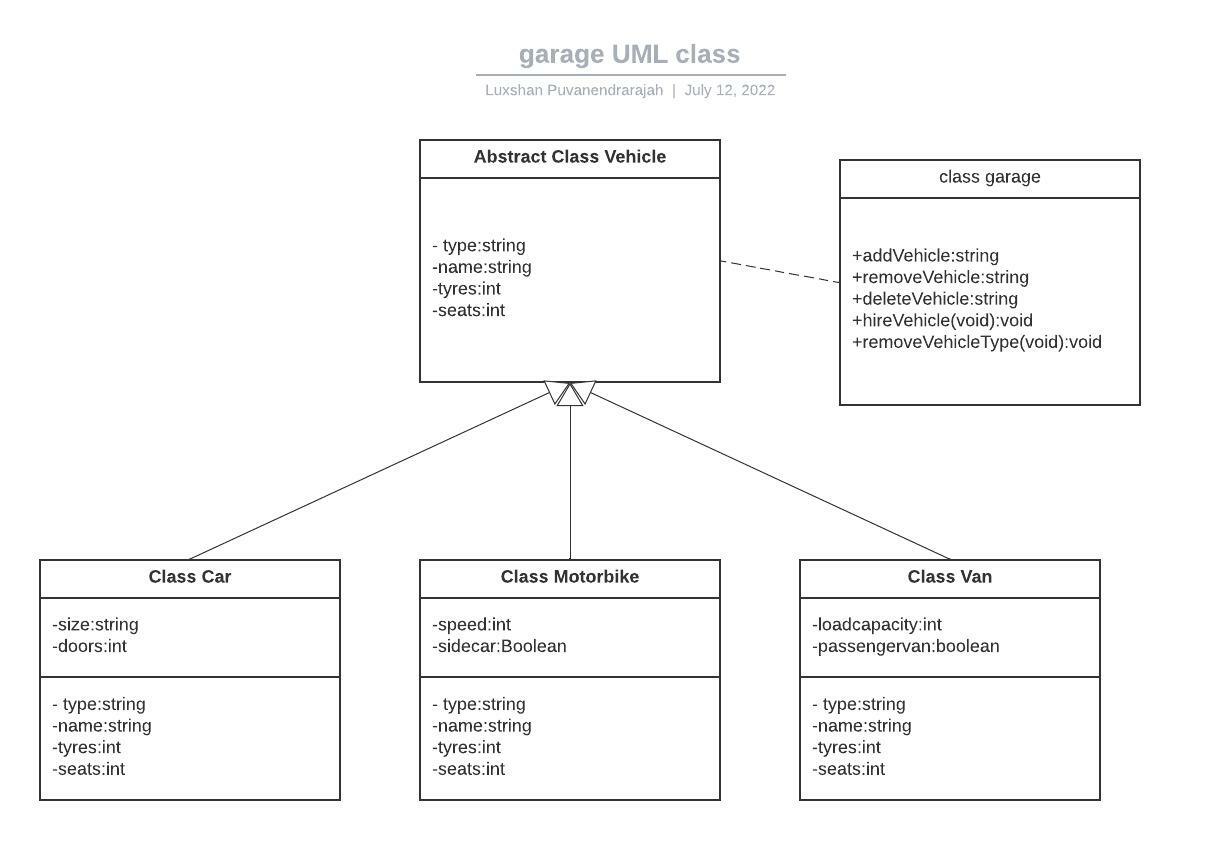 garage UML class
Luxshan Puvanendrarajah | July 12, 2022
Abstract Class Vehicle
- type:string
-name:string
-tyres:int
-seats:int
class garage
+addVehicle:string
+removeVehicle:string
+deleteVehicle:string
+hireVehicle(void):void
+removeVehicleType(void):void
Class Car
-size:string
-doors:int
- type:string
-name:string
-tyres:int
-seats:int
Class Motorbike
-speed:int
-sidecar:Boolean
- type:string
-name:string
-tyres:int
-seats:int
Class Van
-loadcapacity:int
-passengervan:boolean
- type:string
-name:string
-tyres:int
-seats:int